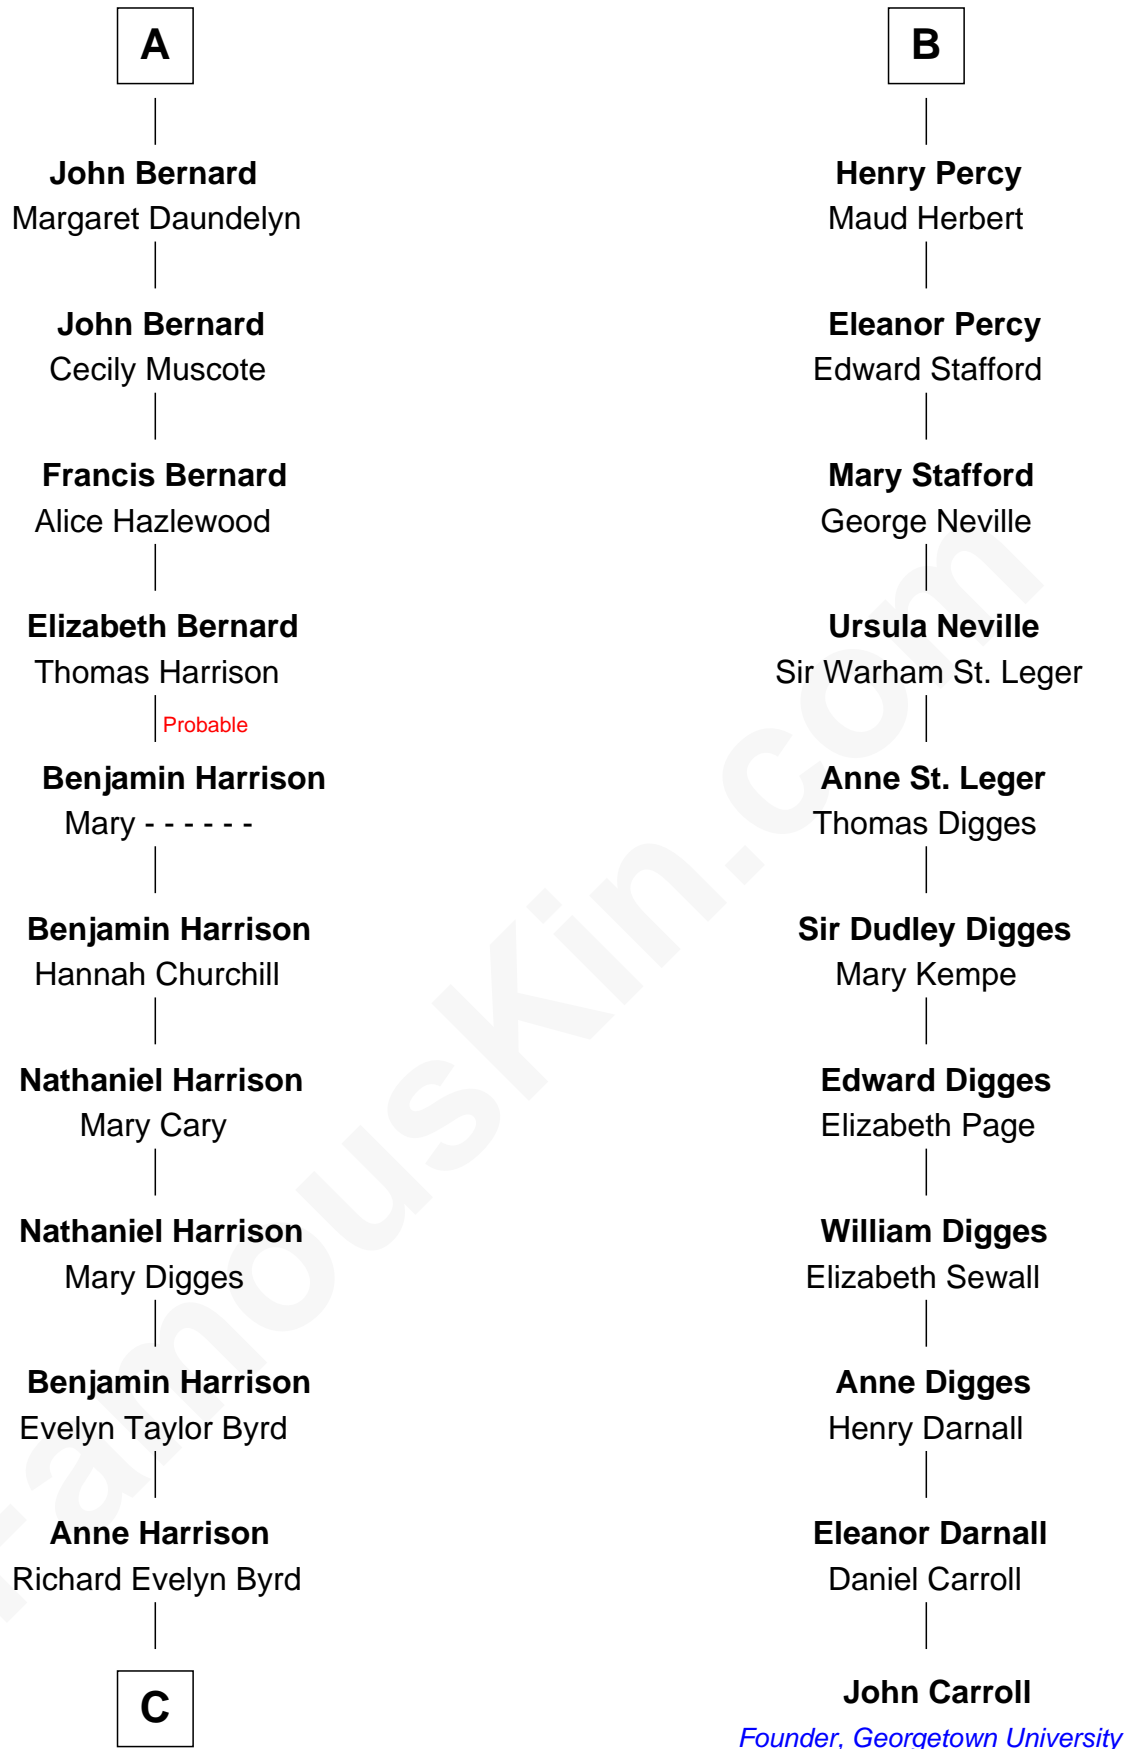 A
John Bernard
Margaret Daundelyn
John Bernard
Cecily Muscote
Francis Bernard
Alice Hazlewood
Elizabeth Bernard
Thomas Harrison
Probable
Benjamin Harrison
Mary - - - - - -
Benjamin Harrison
Hannah Churchill
Nathaniel Harrison
Mary Cary
Nathaniel Harrison
Mary Digges
Benjamin Harrison
Evelyn Taylor Byrd
Anne Harrison
Richard Evelyn Byrd
C
B
Henry Percy
Maud Herbert
Eleanor Percy
Edward Stafford
Mary Stafford
George Neville
Ursula Neville
Sir Warham St. Leger
Anne St. Leger
Thomas Digges
Sir Dudley Digges
Mary Kempe
Edward Digges
Elizabeth Page
William Digges
Elizabeth Sewall
Anne Digges
Henry Darnall
Eleanor Darnall
Daniel Carroll
John Carroll
Founder, Georgetown University
FamousKin.com